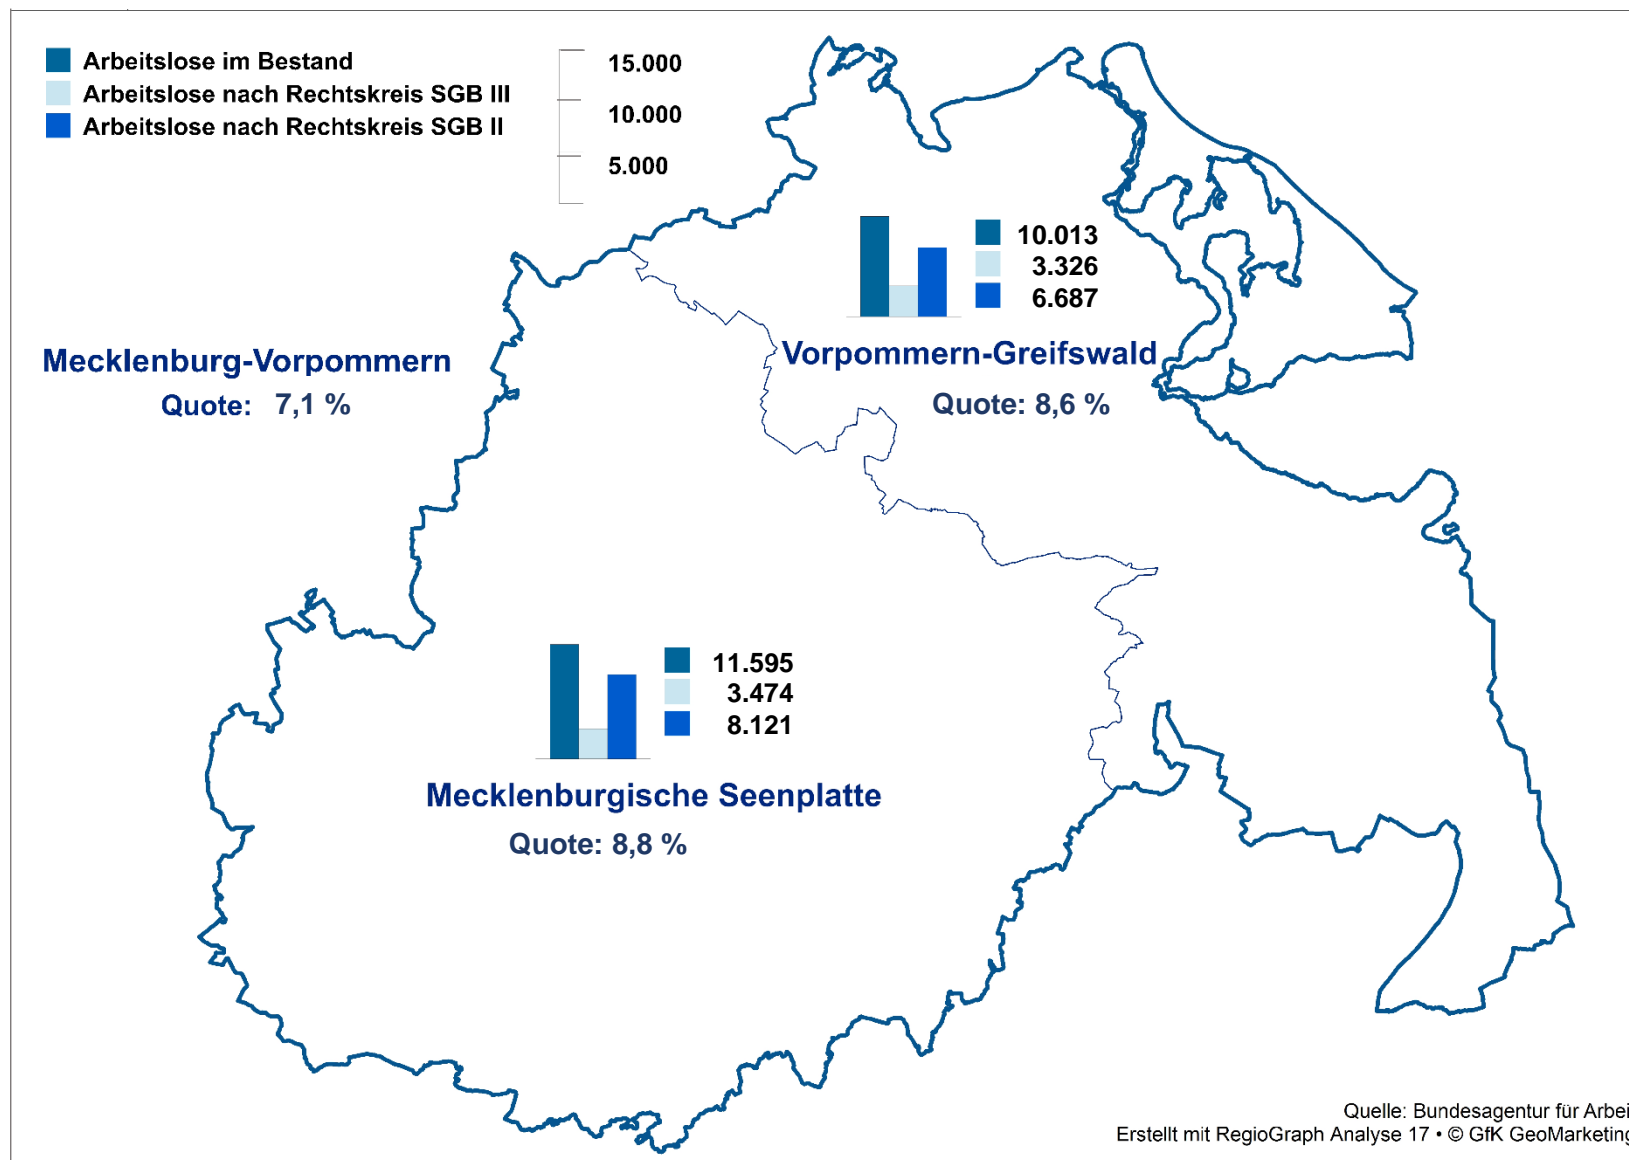 Arbeitslose im Bestand
Arbeitslose nach Rechtskreis SGB III
Arbeitslose nach Rechtskreis SGB II
15.000
10.000
5.000
10.013
3.326
6.687
Vorpommern-Greifswald
Quote: 8,6 %
Mecklenburg-Vorpommern
Quote: 7,1 %
11.595
3.474
8.121
Mecklenburgische Seenplatte
Quote: 8,8 %
Quelle: Bundesagentur für Arbei
Erstellt mit RegioGraph Analyse 17 • © GfK GeoMarketing